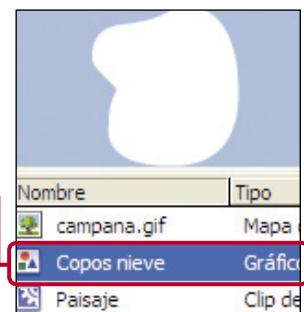 Nombre Tipo
campana.gif Mapa
Copos nieve Gráfico
Paisaje Clip de